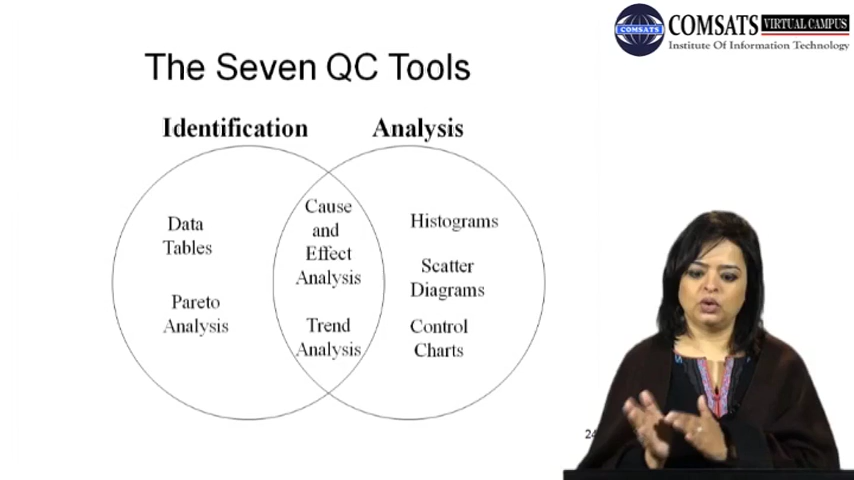 COMSATS VIRTUAL CAMPUS
COMSATS
Institute Of Information Technology
The Seven QC Tools
Identification
Analysis
Data
Tables
Pareto
Analysis
Cause
and
Effect
Analysis
Trend
Analysis
Histograms
Scatter
Diagrams
Control
Charts
24